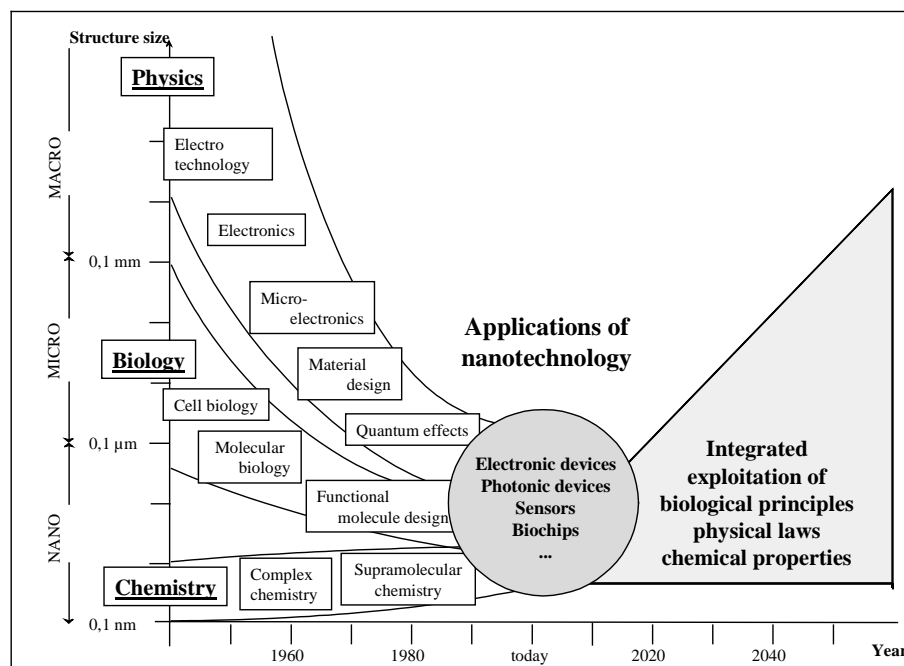 Structure size
Physics
MACRO
Electro
technology
Electronics
0,1 mm
Micro-
electronics
Applications of
nanotechnology
MICRO
Biology
Material
design
Cell biology
Quantum effects
0,1 µm
Molecular
biology
Electronic devices
Photonic devices
Sensors
Biochips
...
Integrated
exploitation of
biological principles
physical laws
chemical properties
Functional
molecule design
NANO
Chemistry
Complex
chemistry
Supramolecular
chemistry
0,1 nm
1960
1980
today
2020
2040
Year